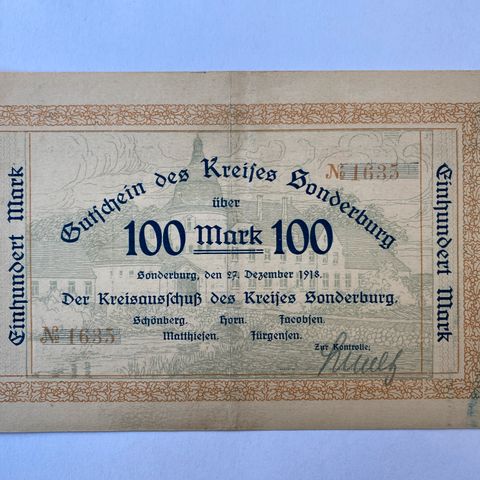 № 1635
Gutschein des Kreises Sonderburg
über
100 Mark 100
Sonderburg, den 27. Dezember 1918.
Der Kreisausschuß des Kreises Sonderburg.
Schönberg. Horn. Jacobsen.
Matthiesen. Jürgensen.
Zur Kontrolle:
№ 1635
Einhundert Mark
Einhundert Mark